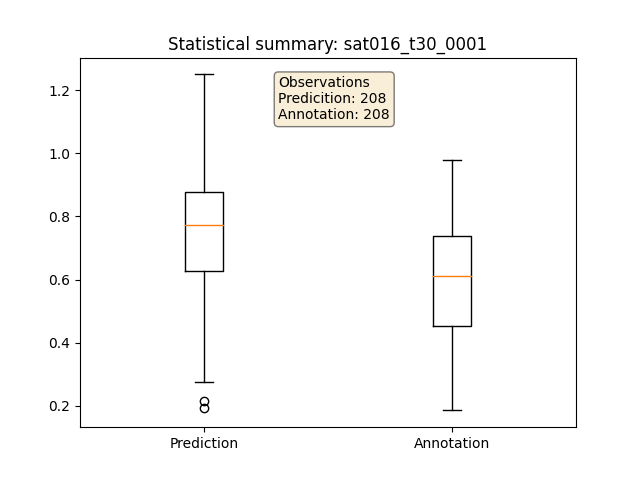 Statistical summary: sat016_t30_0001
Observations
Predicition: 208
Annotation: 208
1.2
1.0
0.8
0.6
0.4
0.2
Prediction
Annotation